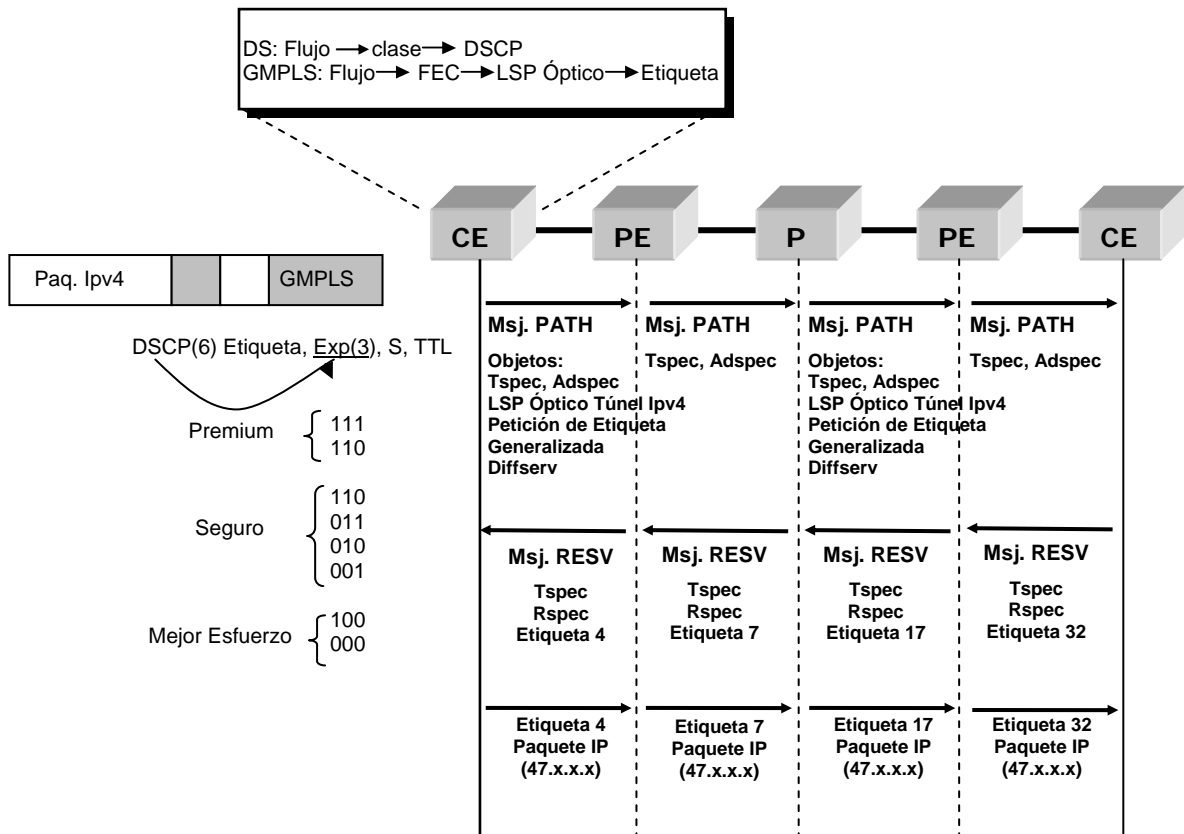 DS: Flujo → clase → DSCP
GMPLS: Flujo → FEC → LSP Óptico → Etiqueta
CE
PE
P
PE
CE
Paq. Ipv4
GMPLS
DSCP(6) Etiqueta, Exp(3), S, TTL
Premium
111
110
Seguro
110
011
010
001
Mejor Esfuerzo
100
000
Msj. PATH
Objetos:
Tspec, Adspec
LSP Óptico Túnel Ipv4
Petición de Etiqueta
Generalizada
Diffserv
Msj. PATH
Tspec, Adspec
Msj. PATH
Objetos:
Tspec, Adspec
LSP Óptico Túnel Ipv4
Petición de Etiqueta
Generalizada
Diffserv
Msj. PATH
Tspec, Adspec
Msj. RESV
Tspec
Rspec
Etiqueta 4
Msj. RESV
Tspec
Rspec
Etiqueta 7
Msj. RESV
Tspec
Rspec
Etiqueta 17
Msj. RESV
Tspec
Rspec
Etiqueta 32
Etiqueta 4
Paquete IP
(47.x.x.x)
Etiqueta 7
Paquete IP
(47.x.x.x)
Etiqueta 17
Paquete IP
(47.x.x.x)
Etiqueta 32
Paquete IP
(47.x.x.x)